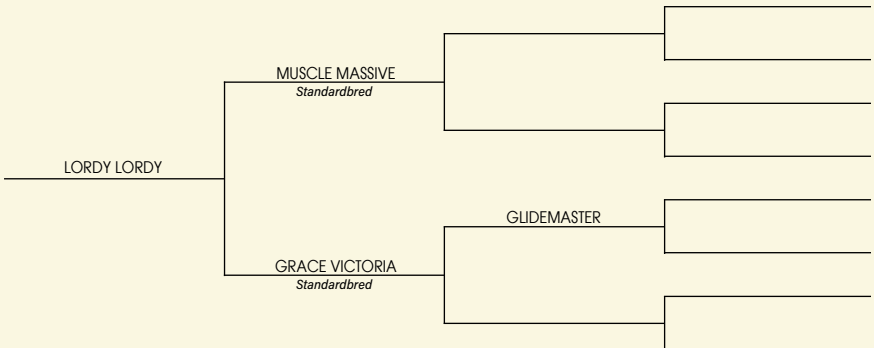 MUSCLE MASSIVE
Standardbred
LORDY LORDY
GLIDEMASTER
GRACE VICTORIA
Standardbred